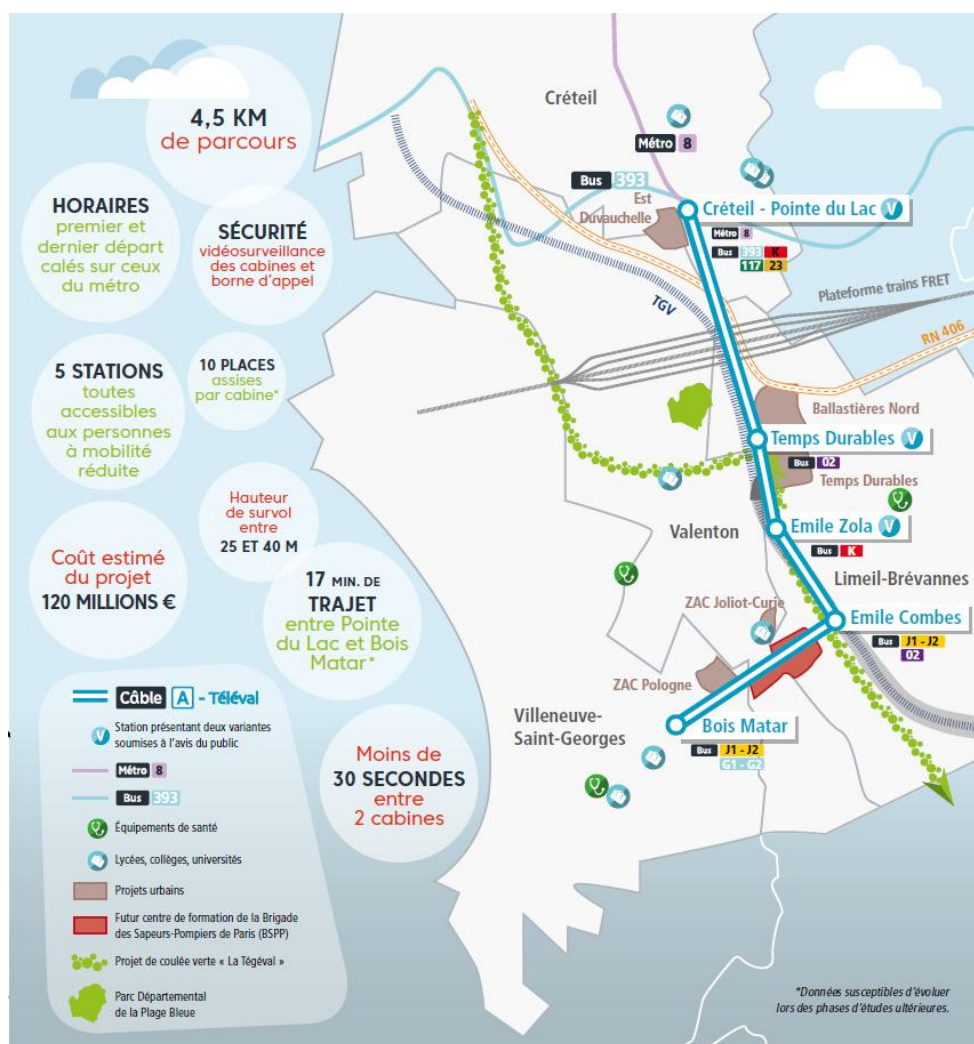 4,5 KM
de parcours
HORAIRES
premier et
dernier départ
calés sur ceux
du métro
SÉCURITÉ
vidéosurveillance
des cabines et
borne d'appel
5 STATIONS
toutes
accessibles
aux personnes
à mobilité
réduite
10 PLACES
assises
par cabine*
Hauteur
de survol
entre
25 ET 40 M
Coût estimé
du projet
120 MILLIONS €
17 MIN. DE
TRAJET
entre Pointe
du Lac et Bois
Matar*
Moins de
30 SECONDES
entre
2 cabines
Câble A - Téléval
Station présentant deux variantes
soumises à l'avis du public
V
Métro 8
Bus 393
Équipements de santé
Lycées, collèges, universités
Projets urbains
Futur centre de formation de la Brigade
des Sapeurs-Pompiers de Paris (BSPP)
Projet de coulée verte « La Tégéval »
Parc Départemental
de la Plage Bleue
Créteil
Métro 8
Bus 393
Est
Duvauchelle
Créteil - Pointe du Lac V
Métro 8
Bus 393 K
117 23
Plateforme trains FRET
TGV
RN 406
Ballastières Nord
Temps Durables V
Bus O2
Temps Durables
Valenton
Emile Zola V
Bus K
Limeil-Brévannes
ZAC Joliot-Curie
Emile Combes
Bus J1 - J2
O2
ZAC Pologne
Villeneuve-
Saint-Georges
Bois Matar
Bus J1 - J2
G1 - G2
*Données susceptibles d'évoluer
lors des phases d'études ultérieures.